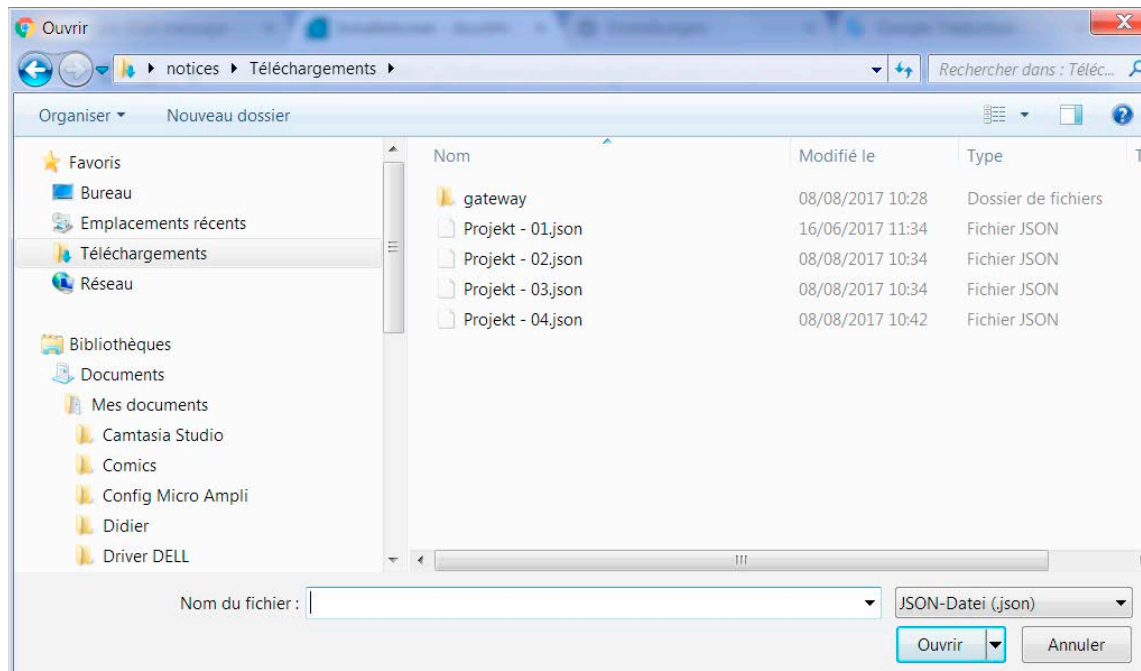 Ouvrir
notices Téléchargements
Rechercher dans : Téléc...
Organiser Nouveau dossier
Favoris
Bureau
Emplacements récents
Téléchargements
Réseau
Bibliothèques
Documents
Mes documents
Camtasia Studio
Comics
Config Micro Ampli
Didier
Driver DELL
Nom Modifié le Type T
gateway 08/08/2017 10:28 Dossier de fichiers
Projekt - 01.json 16/06/2017 11:34 Fichier JSON
Projekt - 02.json 08/08/2017 10:34 Fichier JSON
Projekt - 03.json 08/08/2017 10:34 Fichier JSON
Projekt - 04.json 08/08/2017 10:42 Fichier JSON
Nom du fichier : JSON-Datei (.json)
Ouvrir Annuler